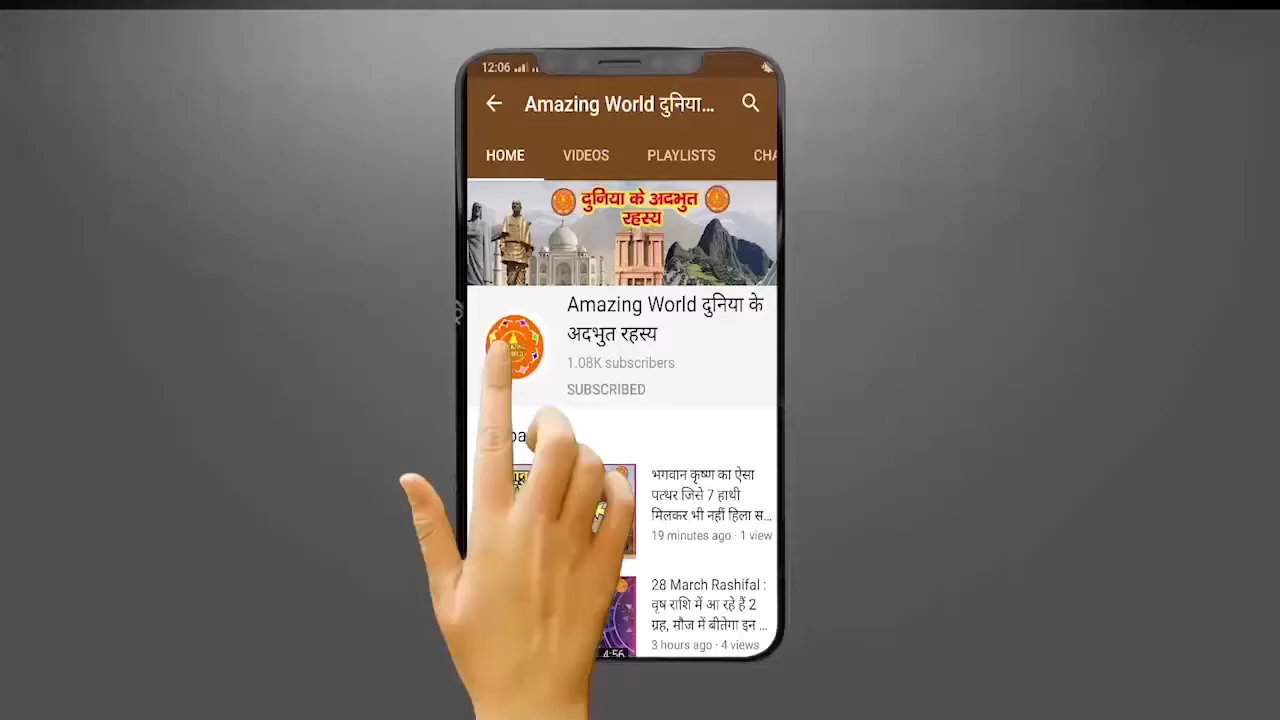 12:06
Amazing World दुनिया...
HOME VIDEOS PLAYLISTS CHA
दुनिया के अदभुत
रहस्य
Amazing World दुनिया के
अदभुत रहस्य
1.08K subscribers
SUBSCRIBED
भगवान कृष्ण का ऐसा
पत्थर जिसे 7 हाथी
मिलकर भी नहीं हिला स...
19 minutes ago · 1 view
28 March Rashifal :
वृष राशि में आ रहे हैं 2
ग्रह, मौज में बीतेगा इन ...
3 hours ago · 4 views
4:56